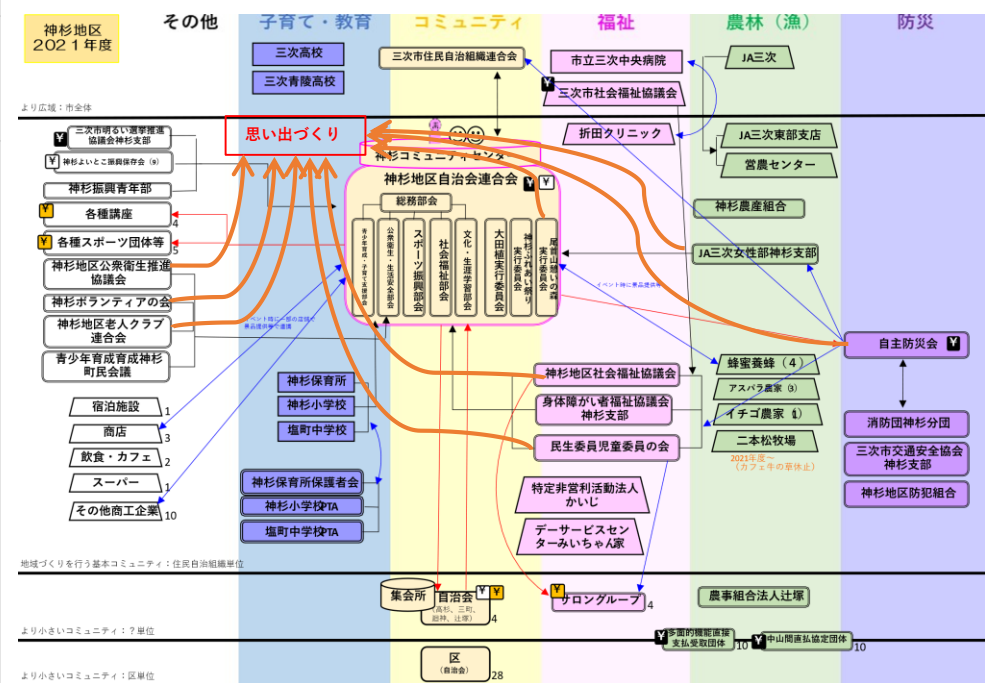 神杉地区
2021年度
その他
子育て・教育
コミュニティ
福祉
農林（漁）
防災
三次高校
三次青陵高校
三次市住民自治組織連合会
市立三次中央病院
¥
三次市社会福祉協議会
JA三次
より広域：市全体
¥
三次市明るい選挙推進
協議会神杉支部
¥
神杉よいとこ振興保存会（9）
神杉振興青年部
¥
各種講座
4
¥
各種スポーツ団体等
5
神杉地区公衆衛生推進
協議会
神杉ボランティアの会
神杉地区老人クラブ
連合会
青少年育成育成神杉
町民会議
思い出づくり
神杉コミュニティセンター
神杉地区自治会連合会
¥
¥
総務部会
青少年育成・子育て支援部会
公衆衛生・生活安全部会
スポーツ振興部会
社会福祉部会
文化・生涯学習部会
大田植実行委員会
神杉ふれあい祭り
実行委員会
尾首山憩いの森
実行委員会
折田クリニック
JA三次東部支店
営農センター
神杉農産組合
JA三次女性部神杉支部
イベント時に景品提供等
イベント時に一部の店舗で
景品提供等で連携
自主防災会
¥
消防団神杉分団
三次市交通安全協会
神杉支部
神杉地区防犯組合
蜂蜜養蜂（4）
アスパラ農家（3）
イチゴ農家（1）
二本松牧場
2021年度～
（カフェ牛の草休止）
神杉地区社会福祉協議会
身体障がい者福祉協議会
神杉支部
民生委員児童委員の会
特定非営利活動法人
かいじ
デーサービスセン
ターみいちゃん家
神杉保育所
神杉小学校
塩町中学校
神杉保育所保護者会
神杉小学校PTA
塩町中学校PTA
宿泊施設
1
商店
3
飲食・カフェ
2
スーパー
1
その他商工企業
10
地域づくりを行う基本コミュニティ：住民自治組織単位
集会所
自治会
（高杉、三町、
廻神、辻塚）
¥
¥
4
¥
サロングループ
4
農事組合法人辻塚
より小さいコミュニティ：？単位
¥
多面的機能直接
支払受取団体
10
¥
中山間直払協定団体
10
区
（自治会）
28
より小さいコミュニティ：区単位